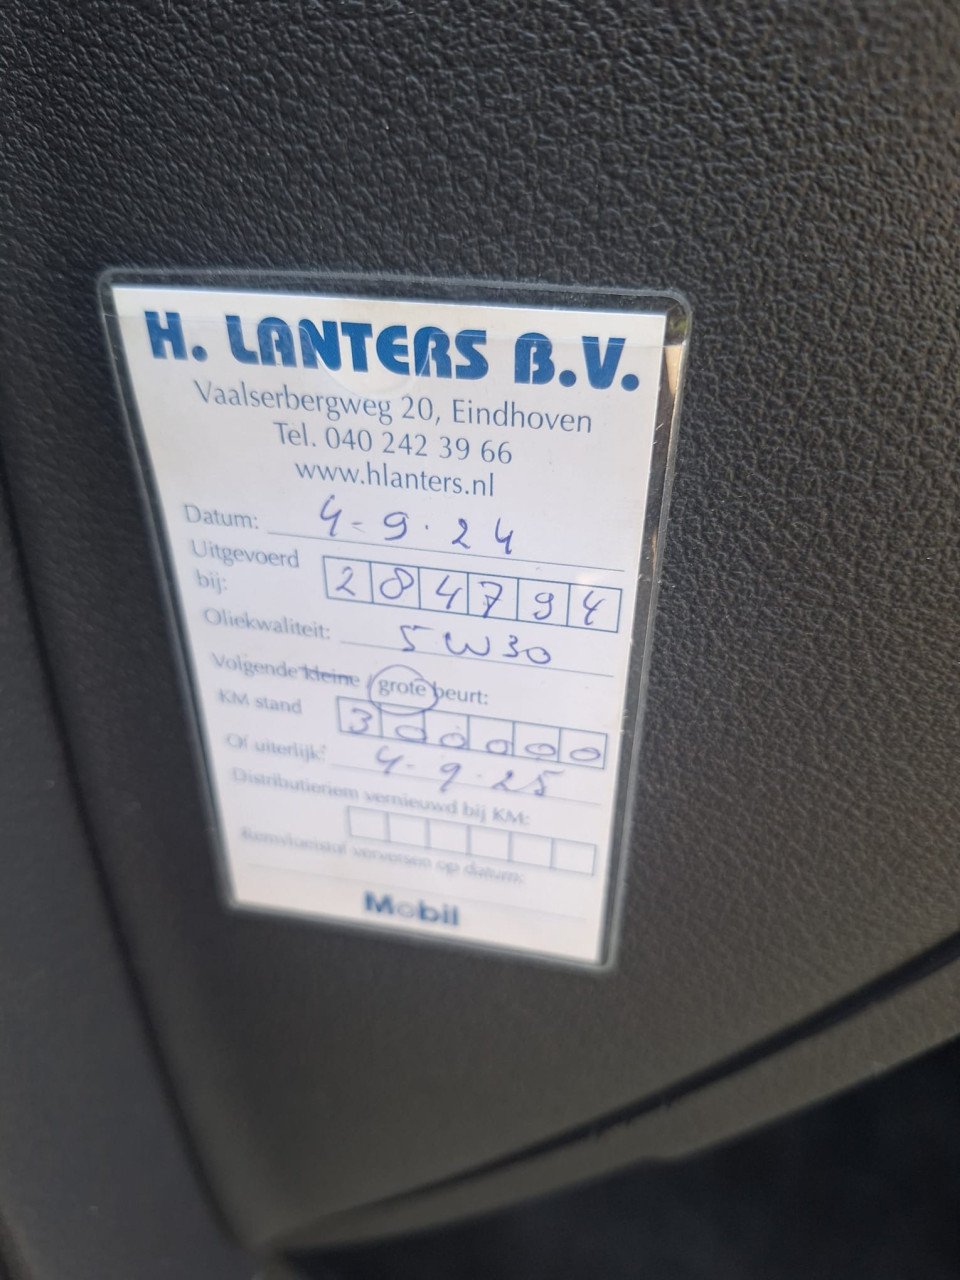 H. LANTERS B.V.
Vaalserbergweg 20, Eindhoven
Tel. 040 242 39 66
www.hlanters.nl
Datum: 4-9-24
Uitgevoerd bij: 284794
Oliekwaliteit: 5W30
Volgende kleine / grote beurt:
KM stand 300000
Of uiterlijk: 4-9-25
Distributieriem vernieuwd bij KM:
Remvloeistof verversen op datum:
Mobil